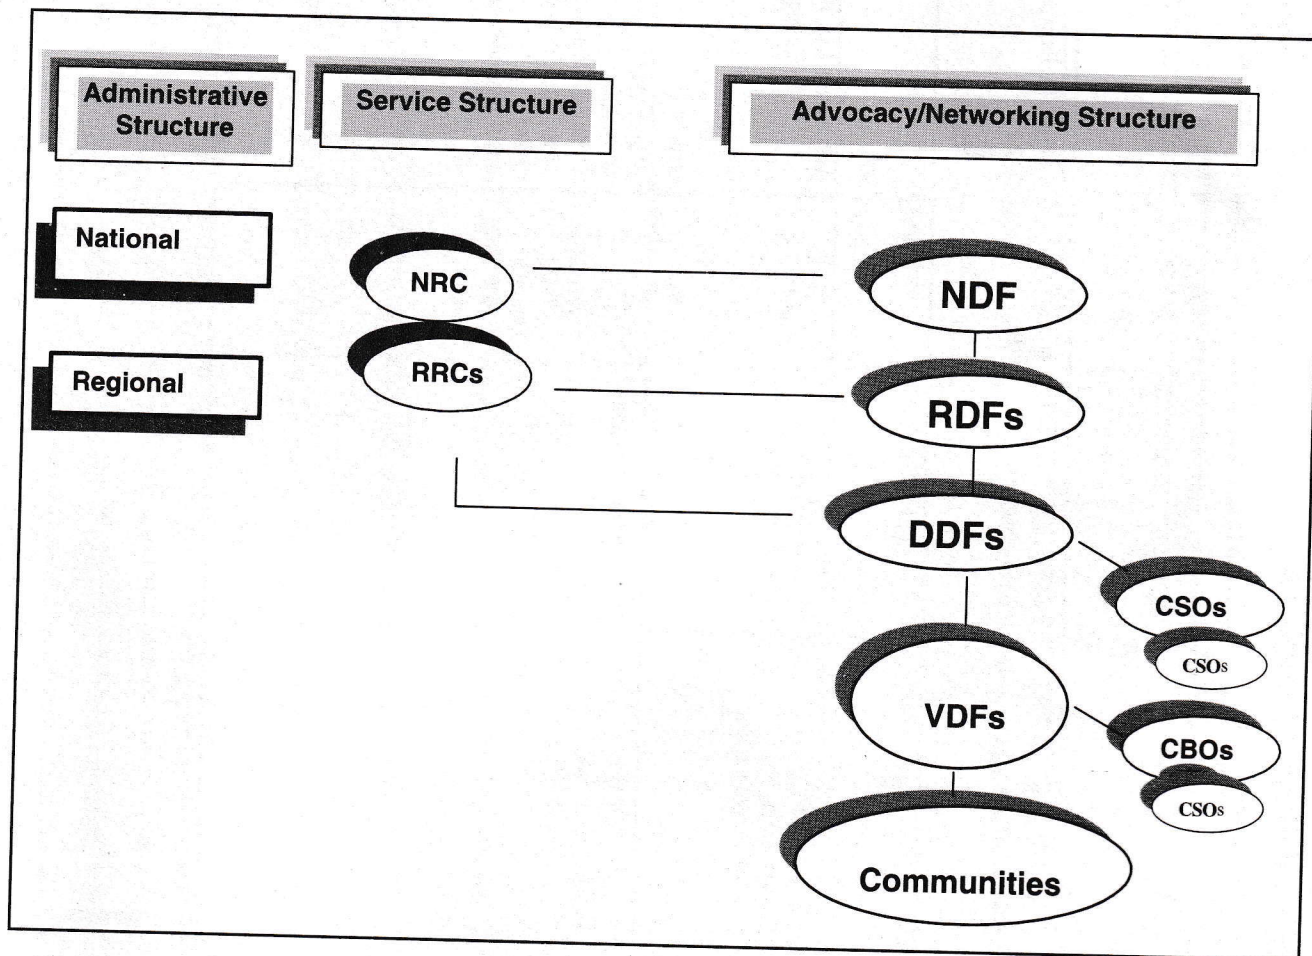 Administrative
Structure
Service Structure
Advocacy/Networking Structure
National
NRC
NDF
Regional
RRCs
RDFs
DDFs
CSOs
CSOs
VDFs
CBOs
CSOs
Communities